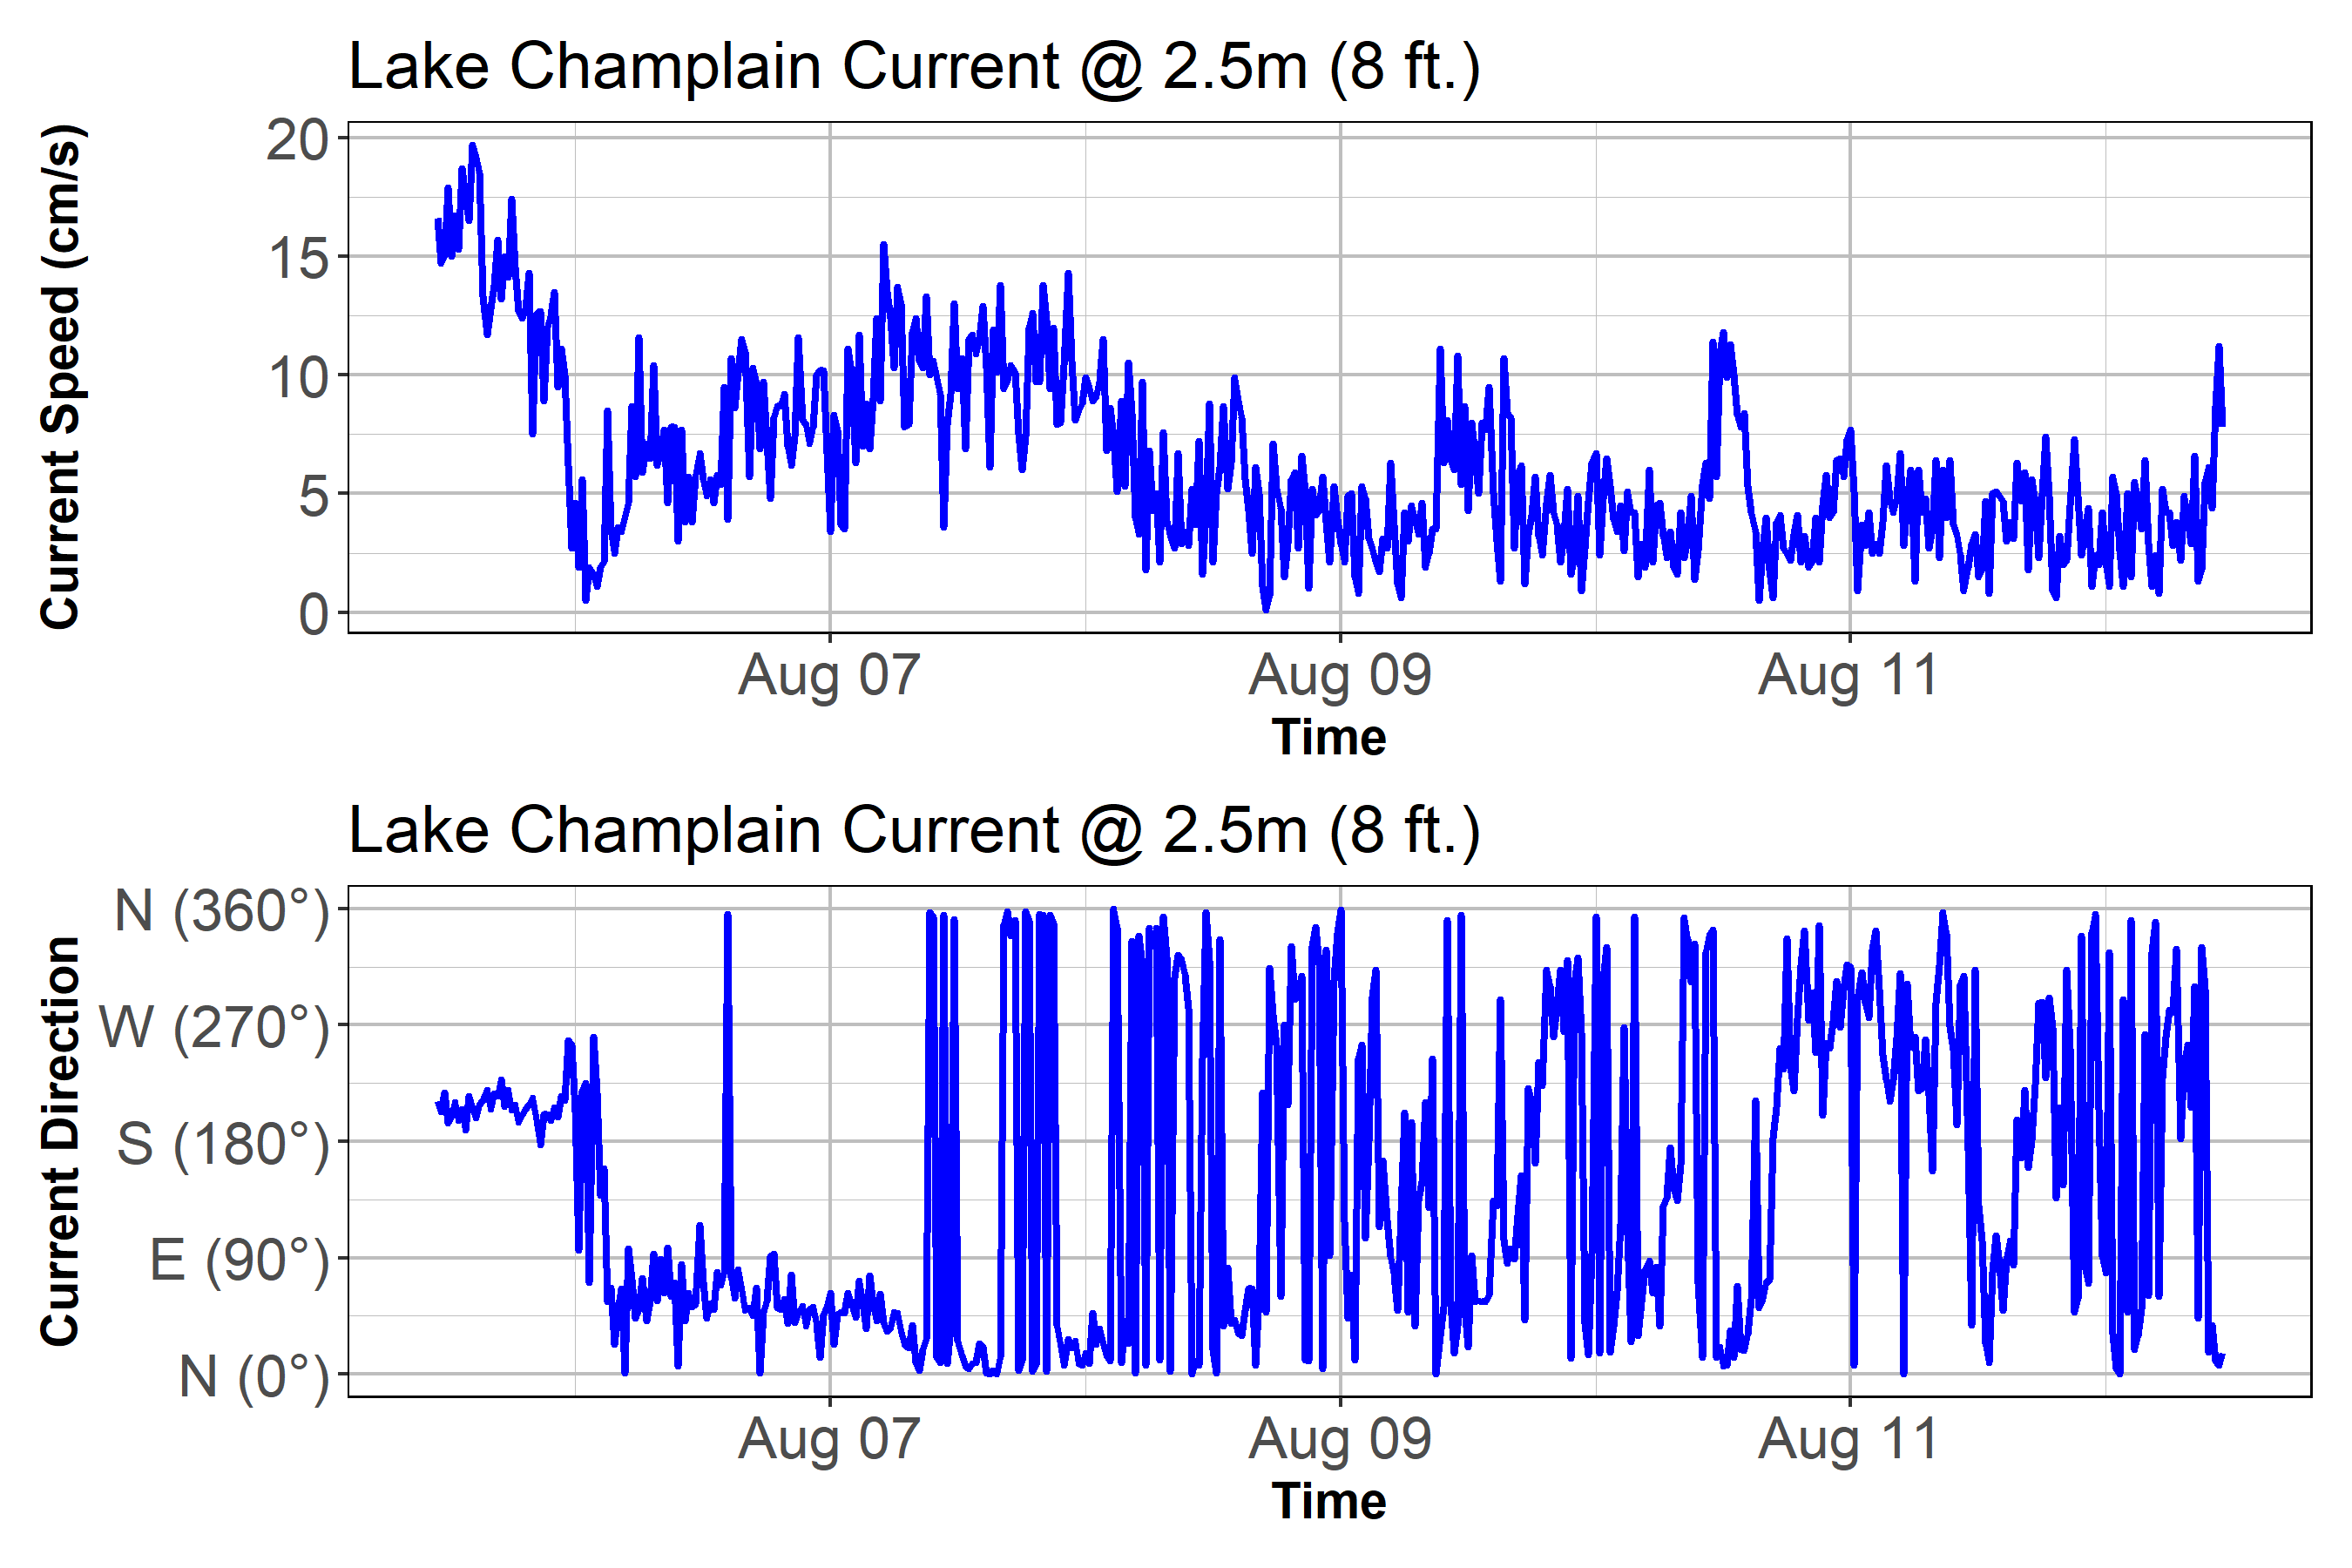 Lake Champlain Current @ 2.5m (8 ft.)
Current Speed (cm/s)
20
15
10
5
0
Aug 07 Aug 09 Aug 11
Time
Lake Champlain Current @ 2.5m (8 ft.)
Current Direction
N (360°)
W (270°)
S (180°)
E (90°)
N (0°)
Aug 07 Aug 09 Aug 11
Time